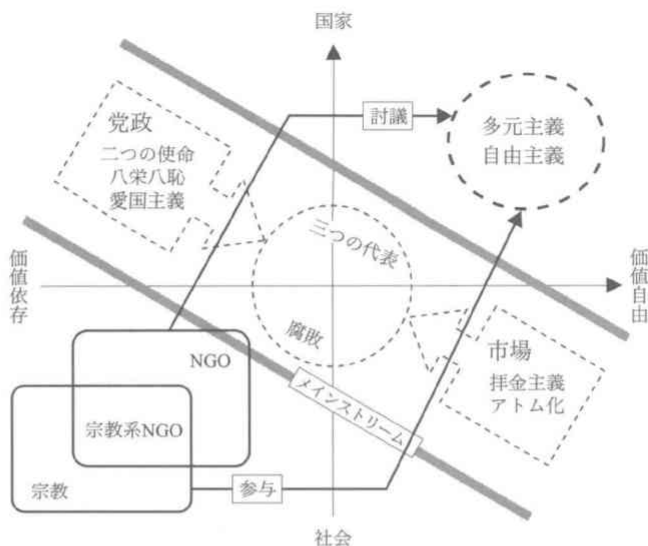 国家
討議
党政
二つの使命
八栄八恥
愛国主義
多元主義
自由主義
三つの代表
価値依存
価値自由
腐敗
市場
拝金主義
アトム化
NGO
メインストリーム
宗教系NGO
宗教
参与
社会